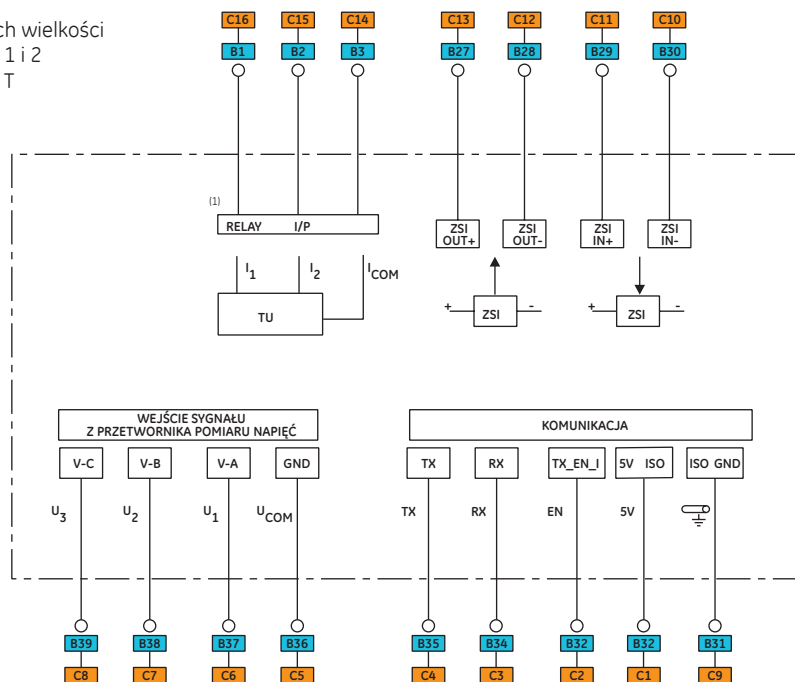 ch wielkości
1 i 2
T
C16 C15 C14 C13 C12 C11 C10
B1 B2 B3 B27 B28 B29 B30
(1)
RELAY I/P
ZSI OUT+
ZSI OUT-
ZSI IN+
ZSI IN-
I1 I2 ICOM
TU
+ ZSI -
+ ZSI -
WEJŚCIE SYGNAŁU
Z PRZETWORNIKA POMIARU NAPIĘĆ
KOMUNIKACJA
V-C V-B V-A GND TX RX TX_EN_I 5V ISO ISO GND
U3 U2 U1 UCOM TX RX EN 5V
B39 B38 B37 B36 B35 B34 B32 B32 B31
C8 C7 C6 C5 C4 C3 C2 C1 C9